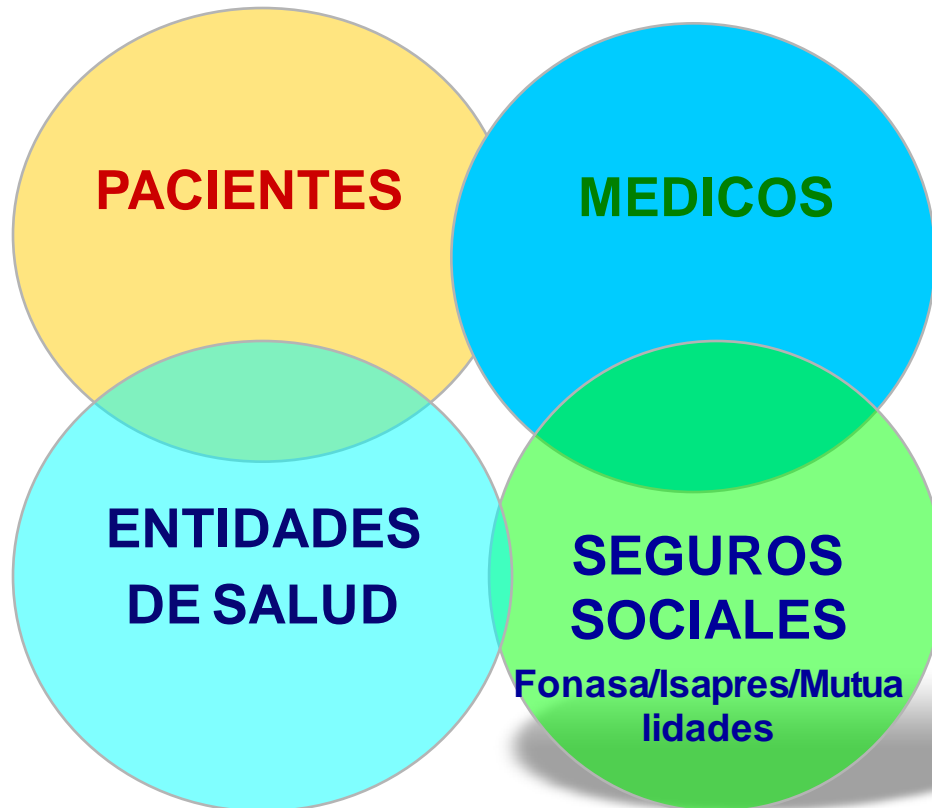 PACIENTES
MEDICOS
ENTIDADES
DE SALUD
SEGUROS
SOCIALES
Fonasa/Isapres/Mutua
lidades